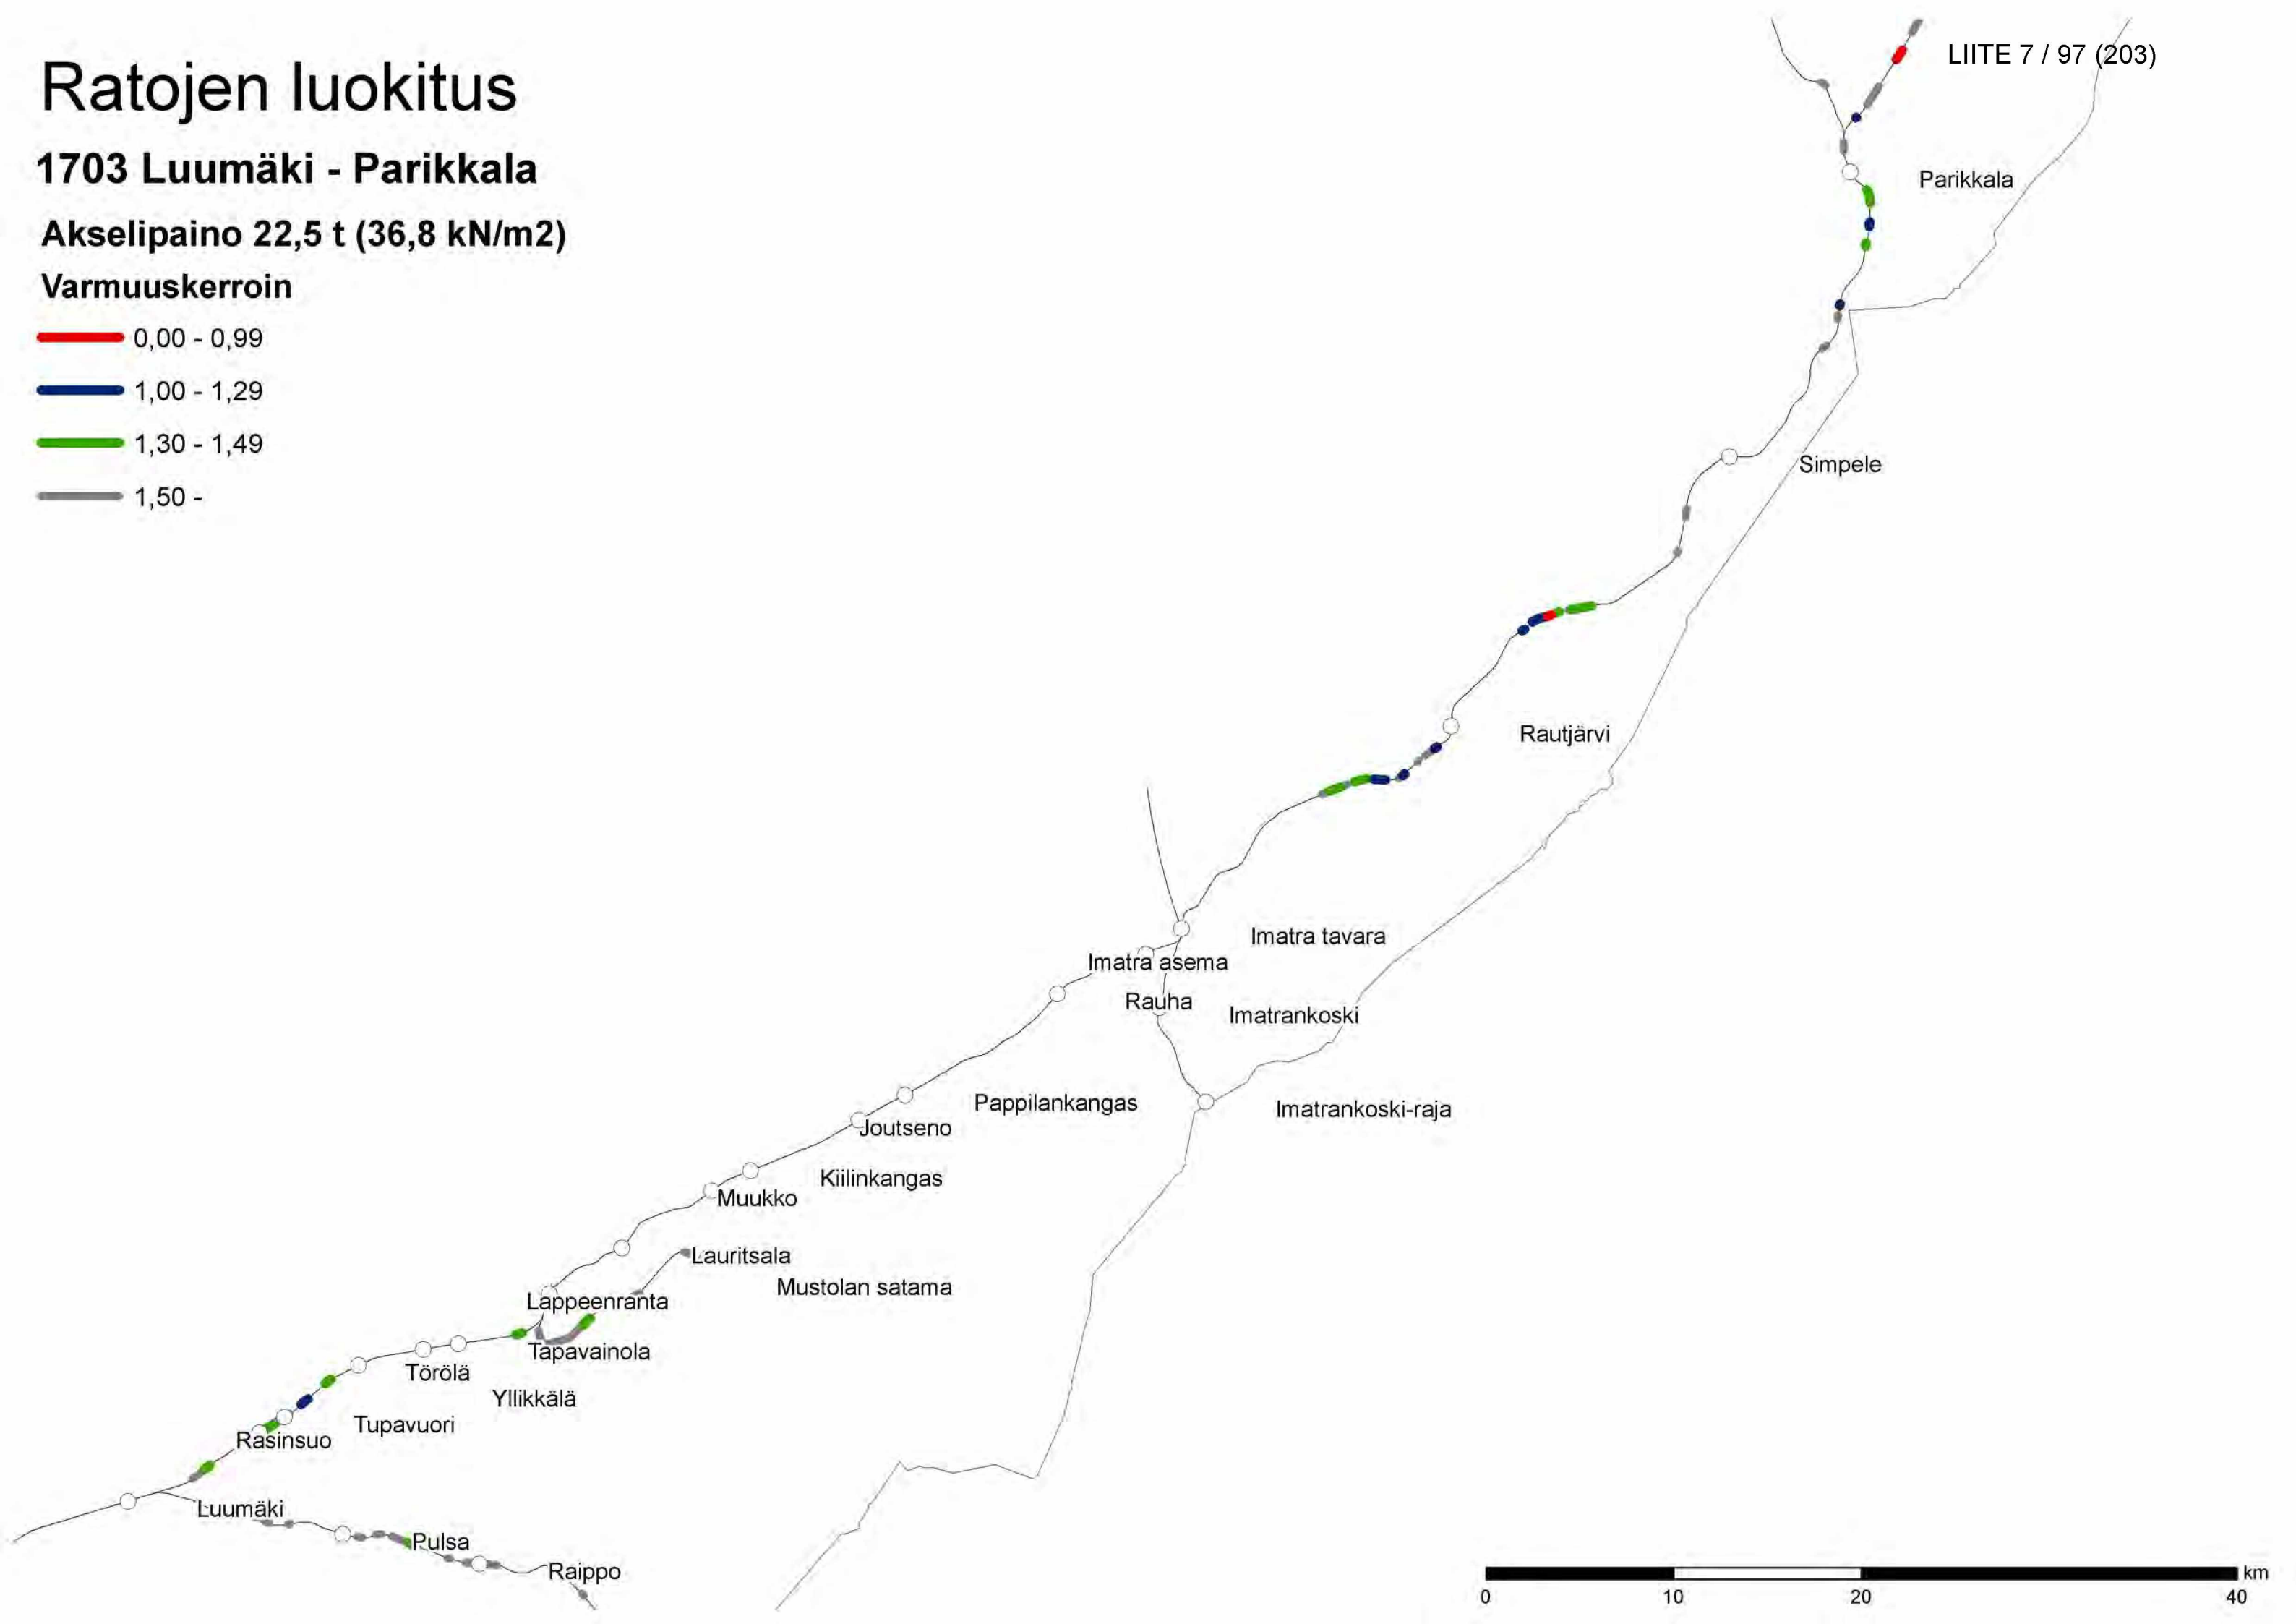 LIITE 7 / 97 (203)
Ratojen luokitus
1703 Luumäki - Parikkala
Akselipaino 22,5 t (36,8 kN/m2)
Varmuuskerroin
0,00 - 0,99
1,00 - 1,29
1,30 - 1,49
1,50 -
Parikkala
Simpele
Rautjärvi
Imatra tavara
Imatra asema
Rauha
Imatrankoski
Pappilankangas
Imatrankoski-raja
Joutseno
Kiilinkangas
Muukko
Lauritsala
Mustolan satama
Lappeenranta
Tapavainola
Törölä
Yllikkälä
Tupavuori
Rasinsuo
Luumäki
Pulsa
Raippo
km
0 10 20 40